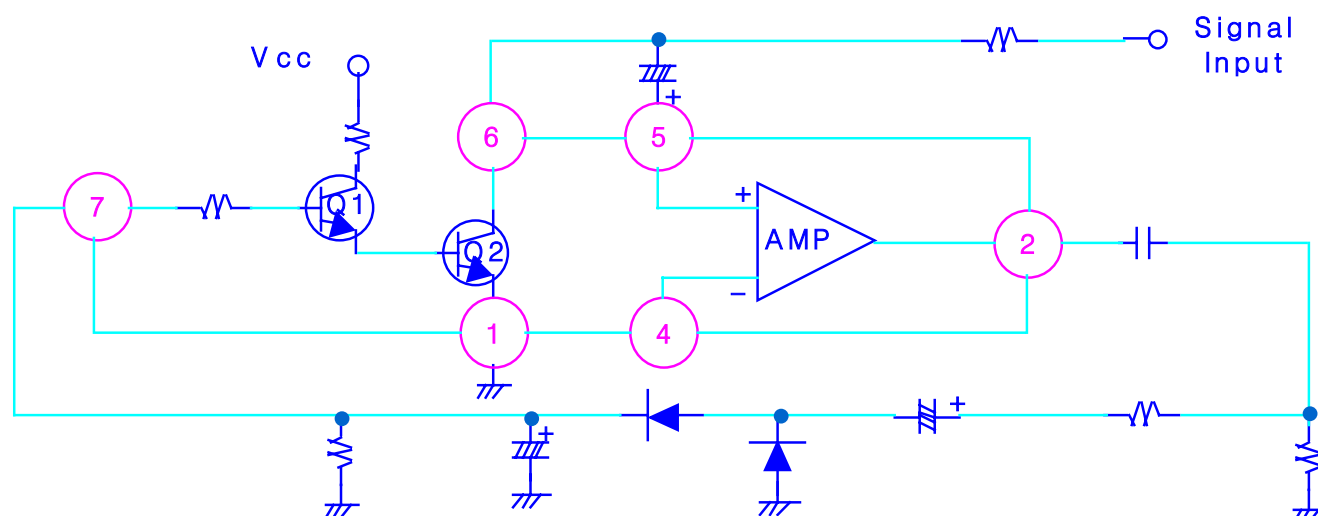 Signal
Input
Vcc
6
5
+
7
Q1
+
AMP
2
Q2
-
1
4
+
+